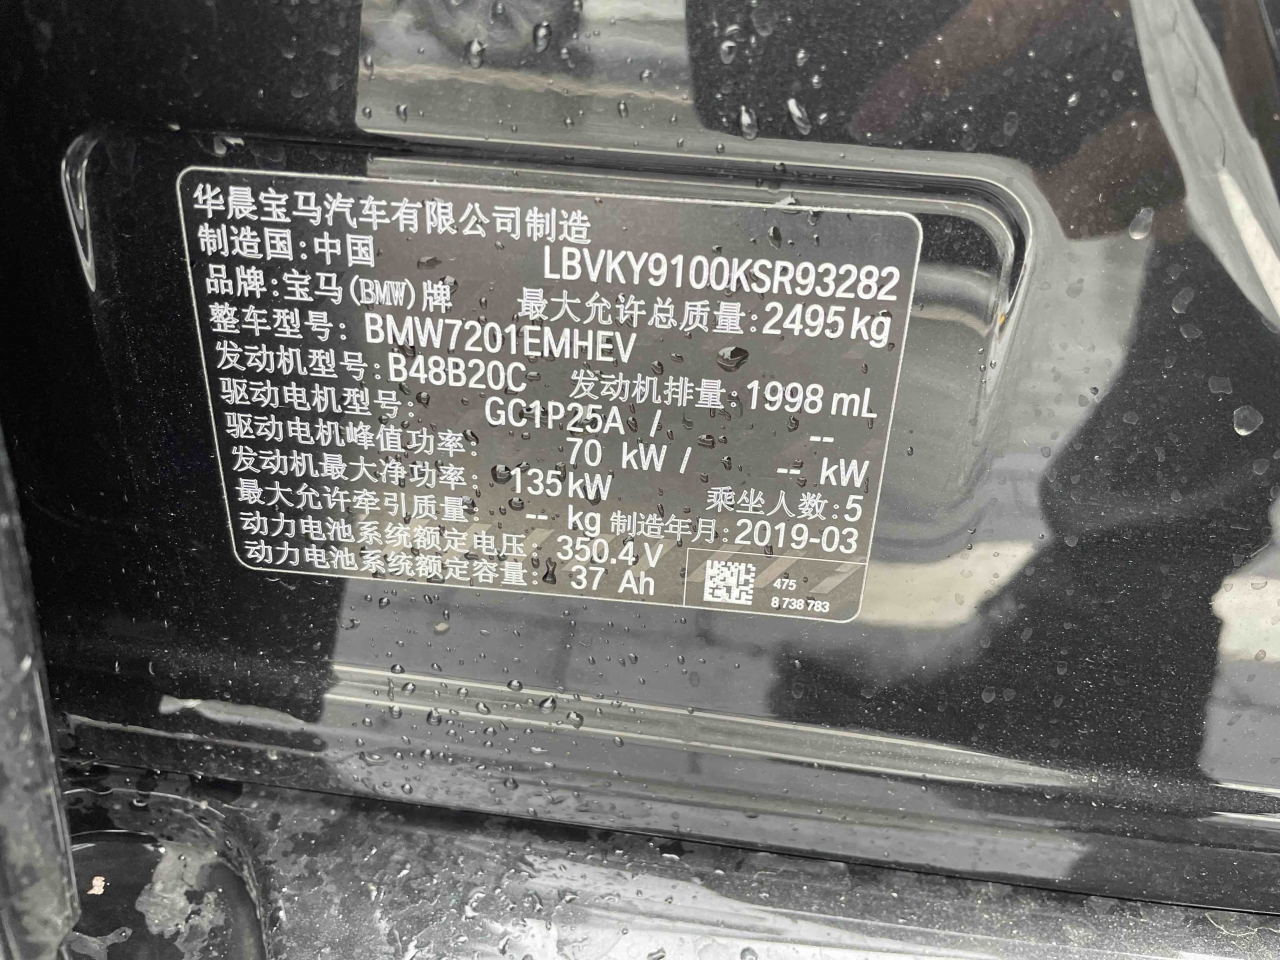 华晨宝马汽车有限公司制造
制造国:中国 LBVKY9100KSR93282
品牌:宝马(BMW)牌 最大允许总质量:2495kg
整车型号: BMW7201EMHEV
发动机型号: B48B20C 发动机排量:1998 mL
驱动电机型号: GC1P25A / --
驱动电机峰值功率: 70 kW / -- kW
发动机最大净功率: 135kW 乘坐人数:5
最大允许牵引质量: -- kg 制造年月:2019-03
动力电池系统额定电压: 350.4 V
动力电池系统额定容量: 37 Ah
475
8 738 783